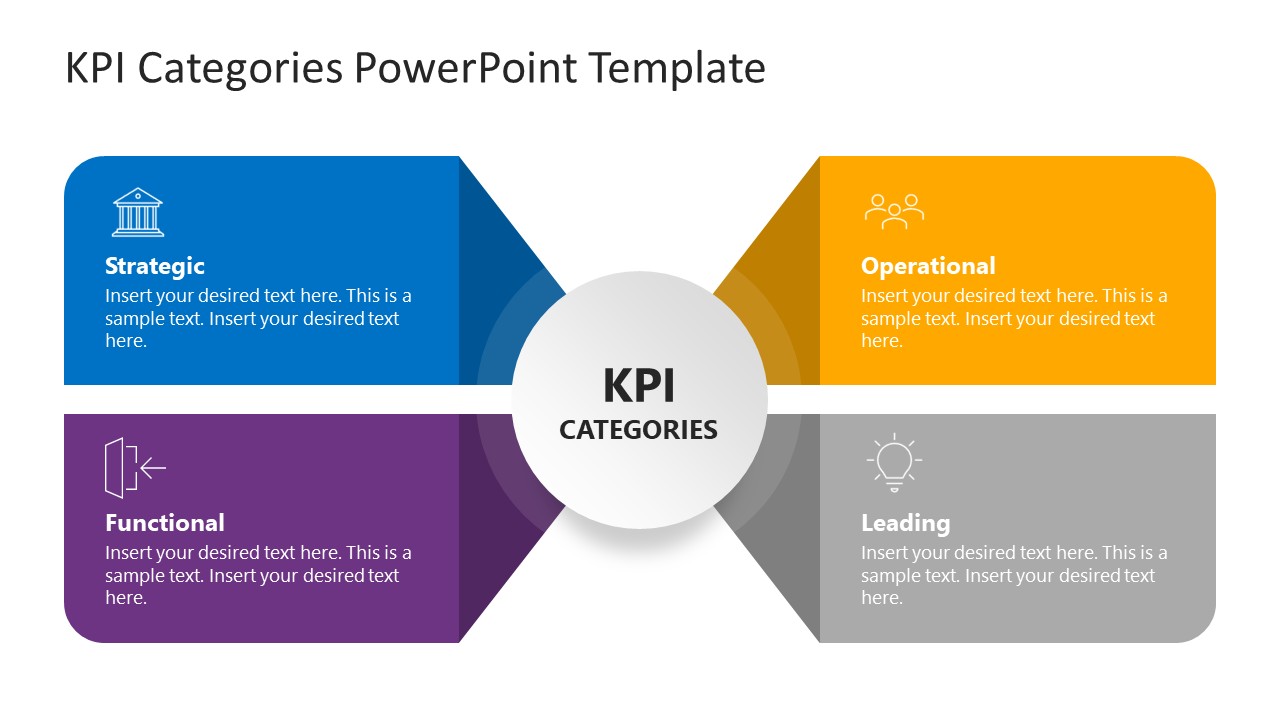 KPI Categories PowerPoint Template
Strategic
Insert your desired text here. This is a
sample text. Insert your desired text
here.
Operational
Insert your desired text here. This is a
sample text. Insert your desired text
here.
KPI
CATEGORIES
Functional
Insert your desired text here. This is a
sample text. Insert your desired text
here.
Leading
Insert your desired text here. This is a
sample text. Insert your desired text
here.